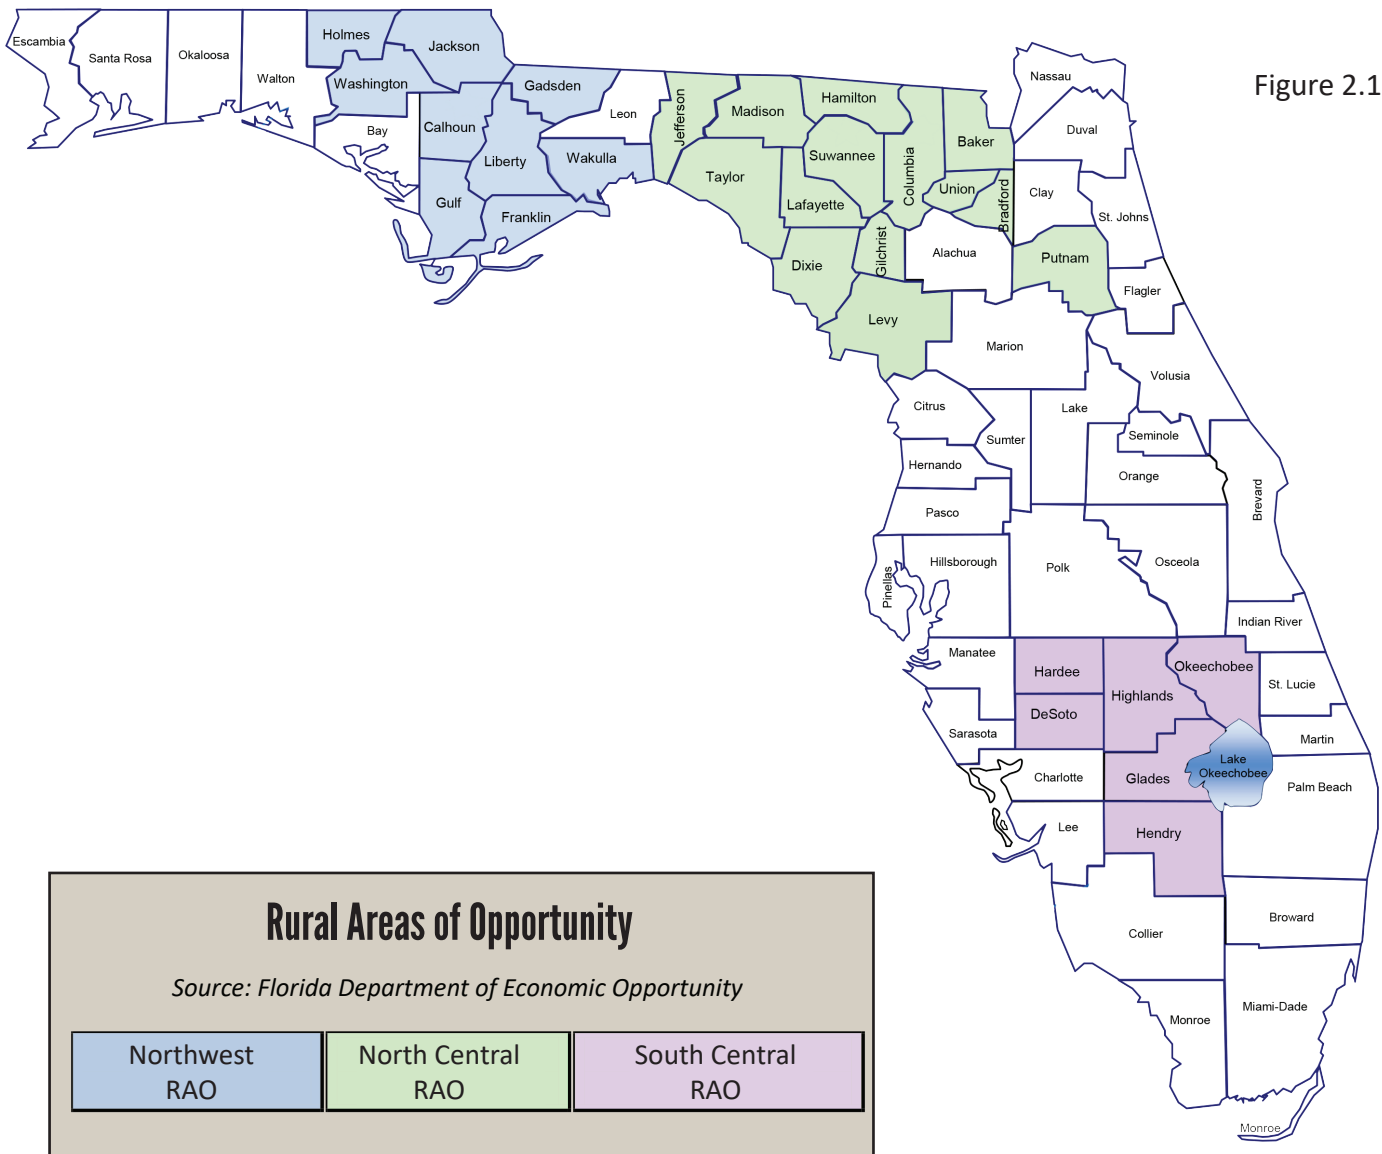 Figure 2.1
Escambia
Santa Rosa
Okaloosa
Walton
Holmes
Jackson
Washington
Bay
Calhoun
Gulf
Liberty
Franklin
Gadsden
Leon
Wakulla
Jefferson
Madison
Taylor
Hamilton
Suwannee
Lafayette
Dixie
Columbia
Gilchrist
Levy
Baker
Union
Bradford
Alachua
Putnam
Nassau
Duval
Clay
St. Johns
Flagler
Marion
Volusia
Citrus
Sumter
Lake
Seminole
Hernando
Orange
Pasco
Brevard
Pinellas
Hillsborough
Polk
Osceola
Indian River
Manatee
Hardee
Highlands
Okeechobee
St. Lucie
DeSoto
Sarasota
Martin
Charlotte
Glades
Lake
Okeechobee
Palm Beach
Lee
Hendry
Collier
Broward
Monroe
Miami-Dade
Monroe
Rural Areas of Opportunity
Source: Florida Department of Economic Opportunity
Northwest
RAO
North Central
RAO
South Central
RAO